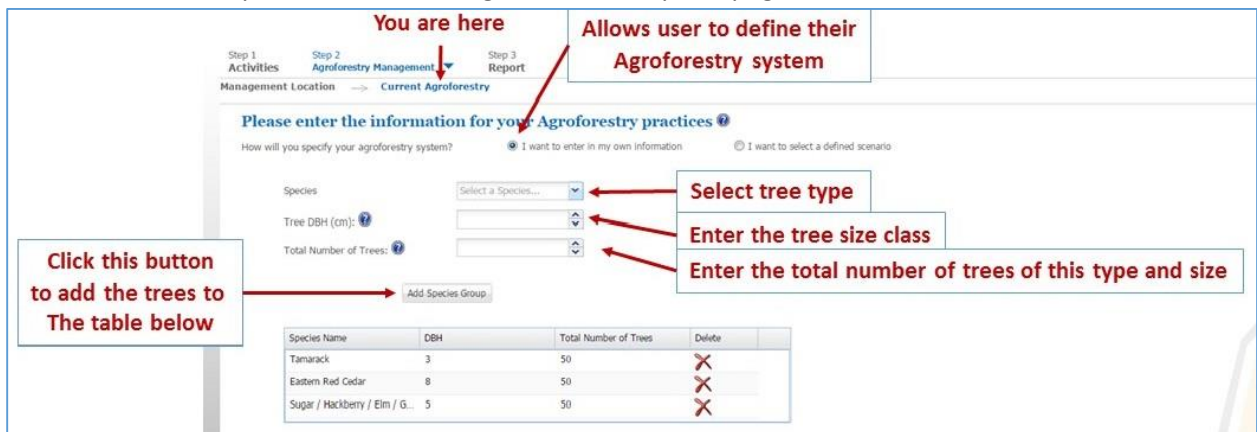 You are here
Allows user to define their
Agroforestry system
Step 1 Step 2 Step 3
Activities Agroforestry Management Report
Management Location Current Agroforestry
Please enter the information for your Agroforestry practices
How will you specify your agroforestry system? I want to enter in my own information I want to select a defined scenario
Species Select a Species...
Select tree type
Tree DBH (cm):
Enter the tree size class
Total Number of Trees:
Enter the total number of trees of this type and size
Click this button
to add the trees to
The table below
Add Species Group
Species Name DBH Total Number of Trees Delete
Tamarack 3 50
Eastern Red Cedar 8 50
Sugar / Hackberry / Elm / G... 5 50